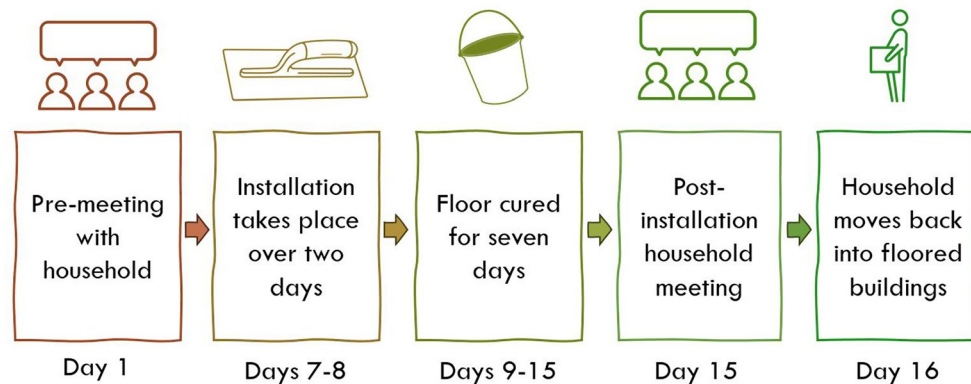 Pre-meeting
with
household
Installation
takes place
over two
days
Floor cured
for seven
days
Post-
installation
household
meeting
Household
moves back
into floored
buildings
Day 1
Days 7-8
Days 9-15
Day 15
Day 16